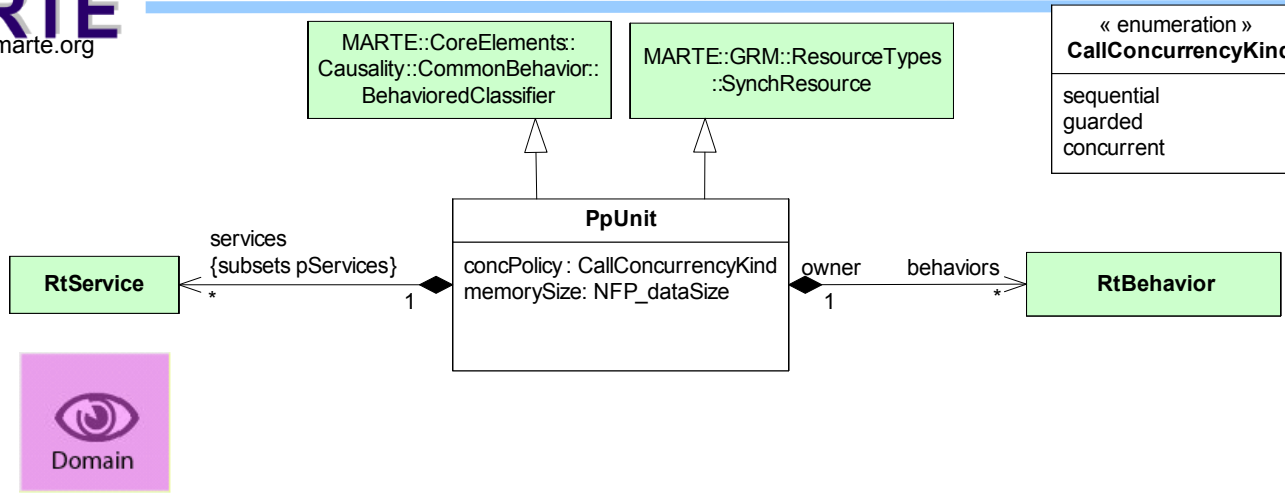 RTE
marte.org
MARTE::CoreElements::
Causality::CommonBehavior::
BehavioredClassifier
MARTE::GRM::ResourceTypes
::SynchResource
« enumeration »
CallConcurrencyKind
sequential
guarded
concurrent
PpUnit
concPolicy : CallConcurrencyKind
memorySize: NFP_dataSize
services
{subsets pServices}
* 1
RtService
owner behaviors
1 *
RtBehavior
Domain